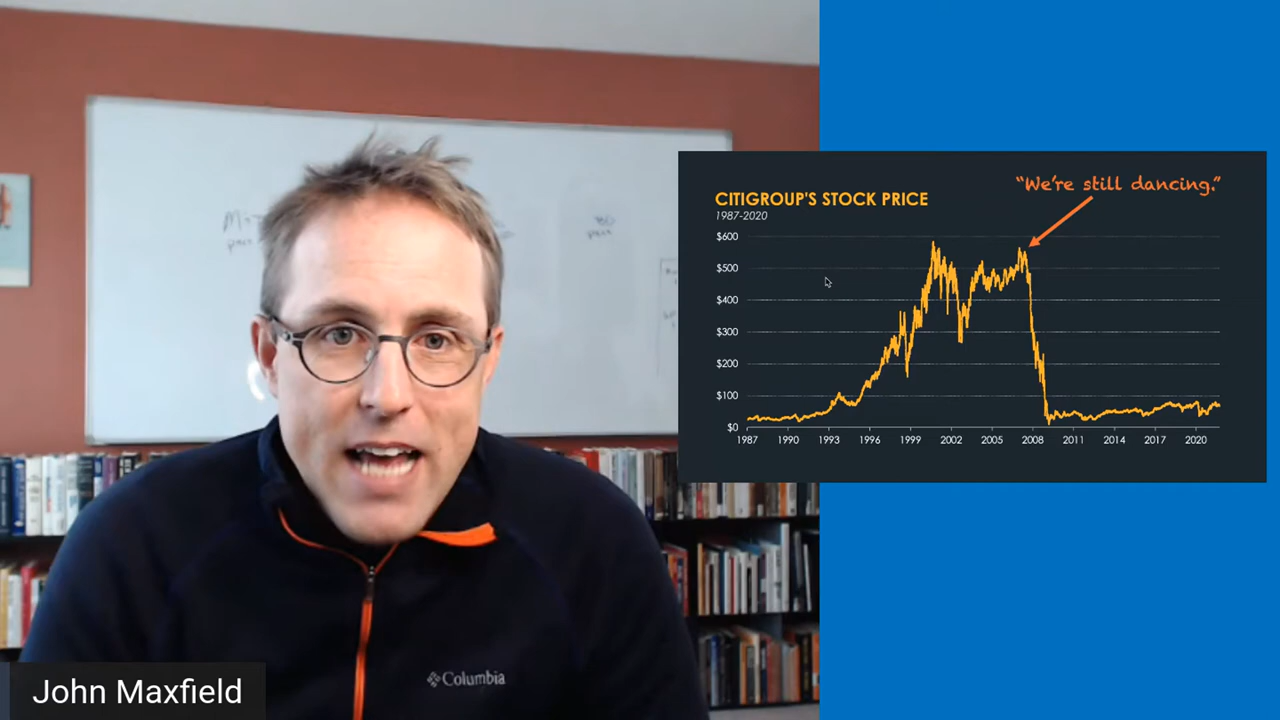 "We're still dancing."
CITIGROUP'S STOCK PRICE
1987-2020
$600
$500
$400
$300
$200
$100
$0
1987 1990 1993 1996 1999 2002 2005 2008 2011 2014 2017 2020
Columbia
John Maxfield